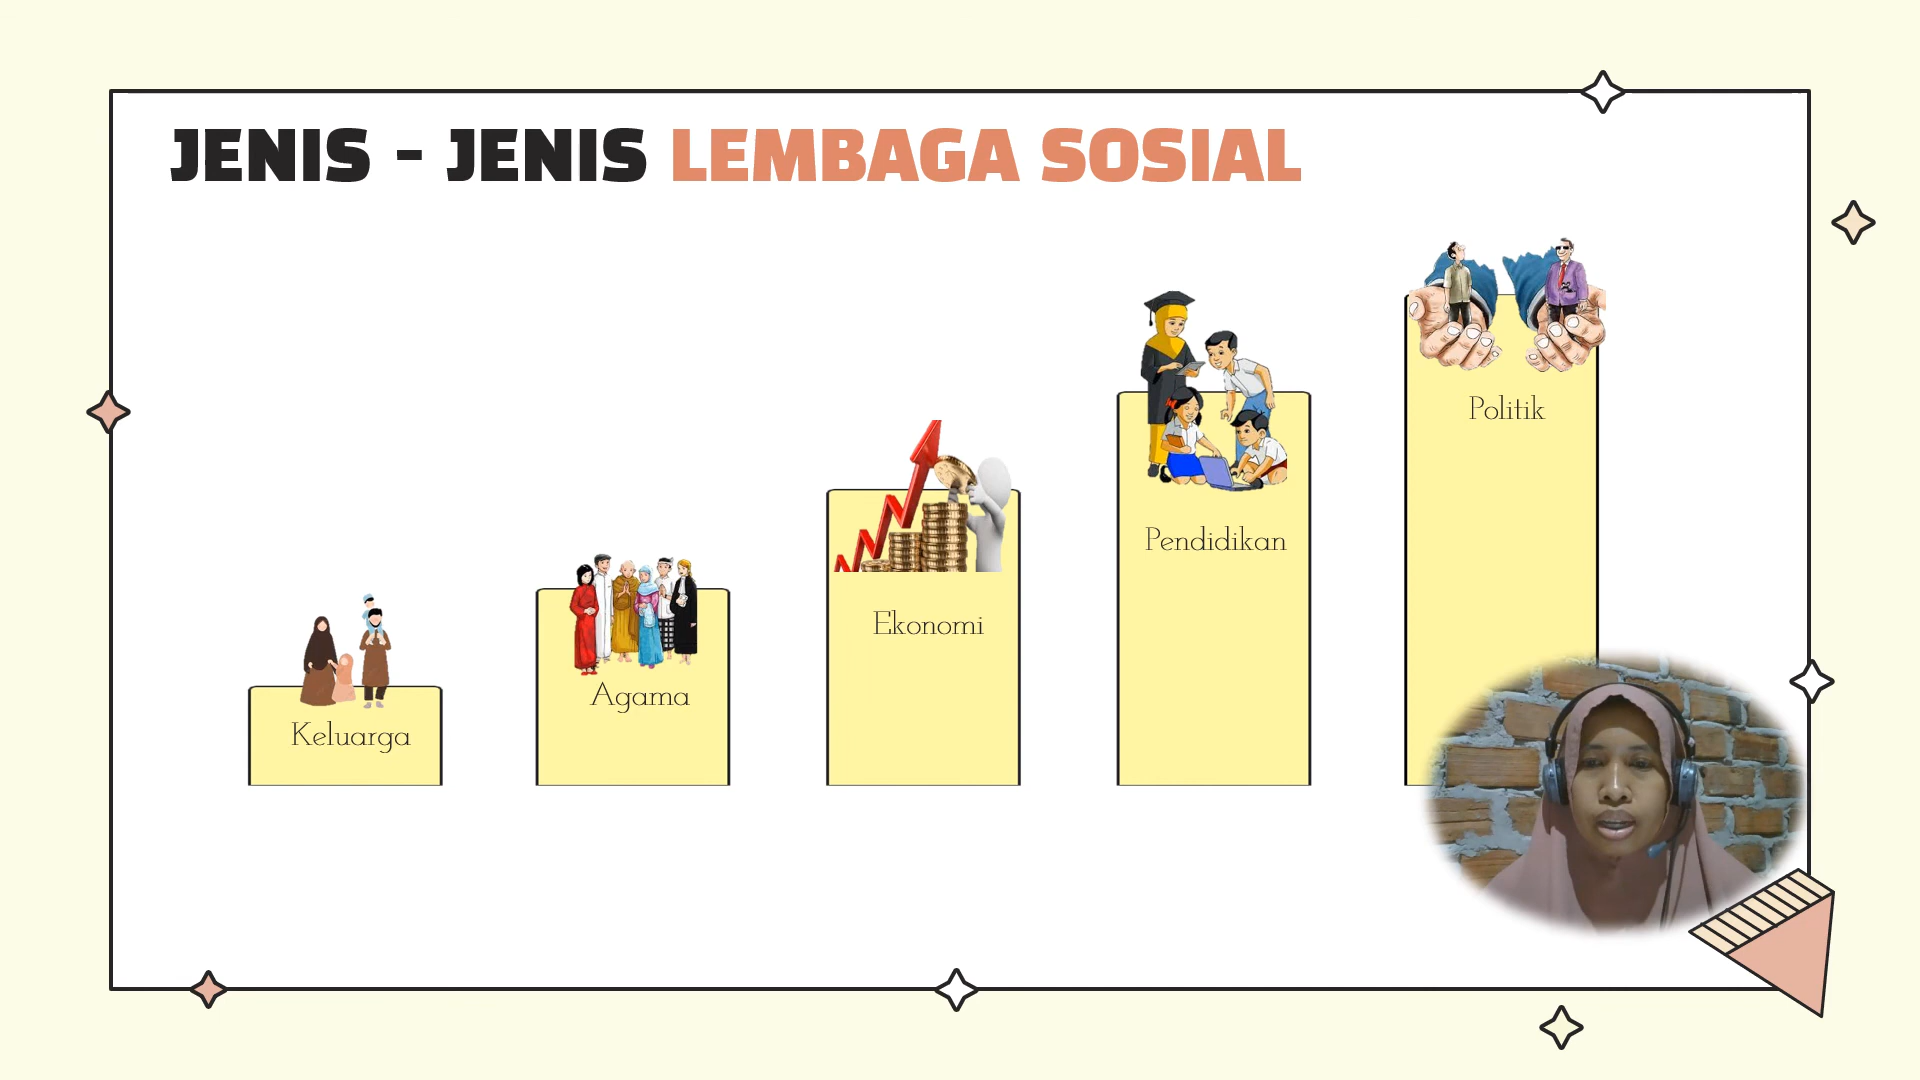 JENIS - JENIS LEMBAGA SOSIAL
Keluarga
Agama
Ekonomi
Pendidikan
Politik